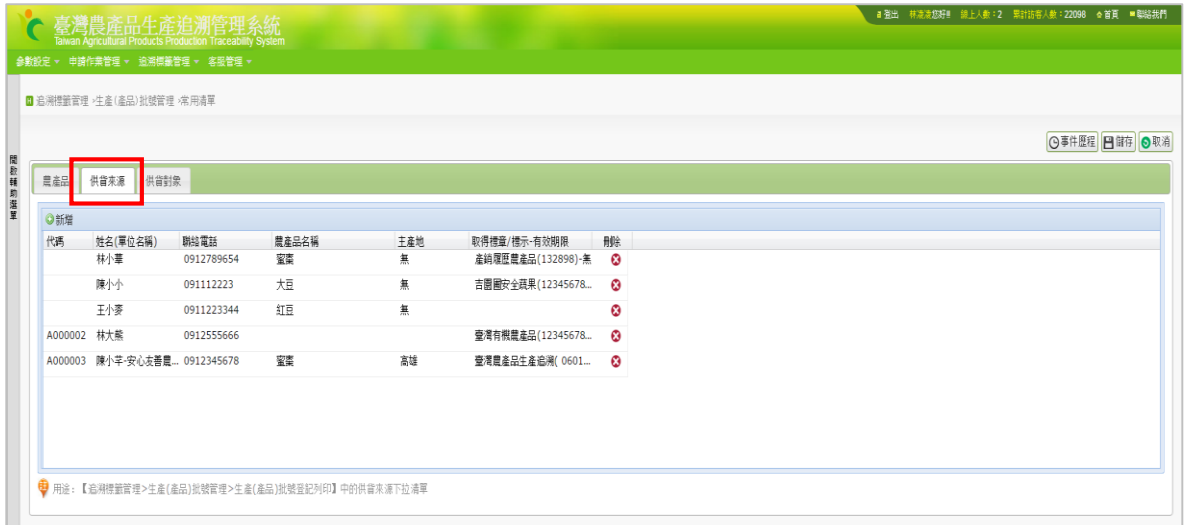 登出 林凌凌您好!! 線上人數:2 累計訪客人數:22098 首頁 聯絡我們
臺灣農產品生產追溯管理系統
Taiwan Agricultural Products Production Traceability System
參數設定 申請作業管理 追溯標籤管理 客服管理
追溯標籤管理 >生產(產品)批號管理 >常用清單
事件歷程 儲存 取消
開啟輔助選單
農產品 供貨來源 供貨對象
新增
代碼 姓名(單位名稱) 聯絡電話 農產品名稱 主產地 取得標章/標示-有效期限 刪除
林小華 0912789654 蜜棗 無 產銷履歷農產品(132898)-無
陳小小 091112223 大豆 無 吉園圃安全蔬果(12345678...
王小麥 0911223344 紅豆 無
A000002 林大熊 0912555666 臺灣有機農產品(12345678...
A000003 陳小芊-安心友善農... 0912345678 蜜棗 高雄 臺灣農產品生產追溯( 0601...
註 用途:【追溯標籤管理>生產(產品)批號管理>生產(產品)批號登記列印】中的供貨來源下拉清單